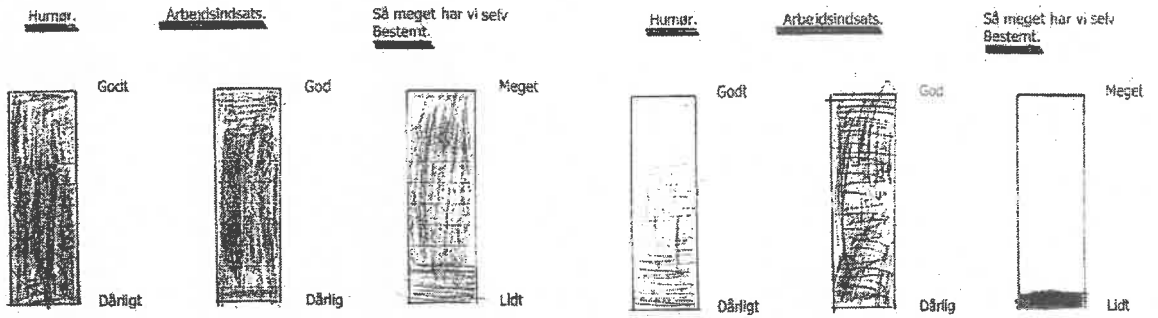 Humør.
Arbejdsindsats.
Så meget har vi selv
Bestemt.
Godt
God
Meget
Dårligt
Dårlig
Lidt
Humør.
Arbejdsindsats.
Så meget har vi selv
Bestemt.
Godt
God
Meget
Dårligt
Dårlig
Lidt